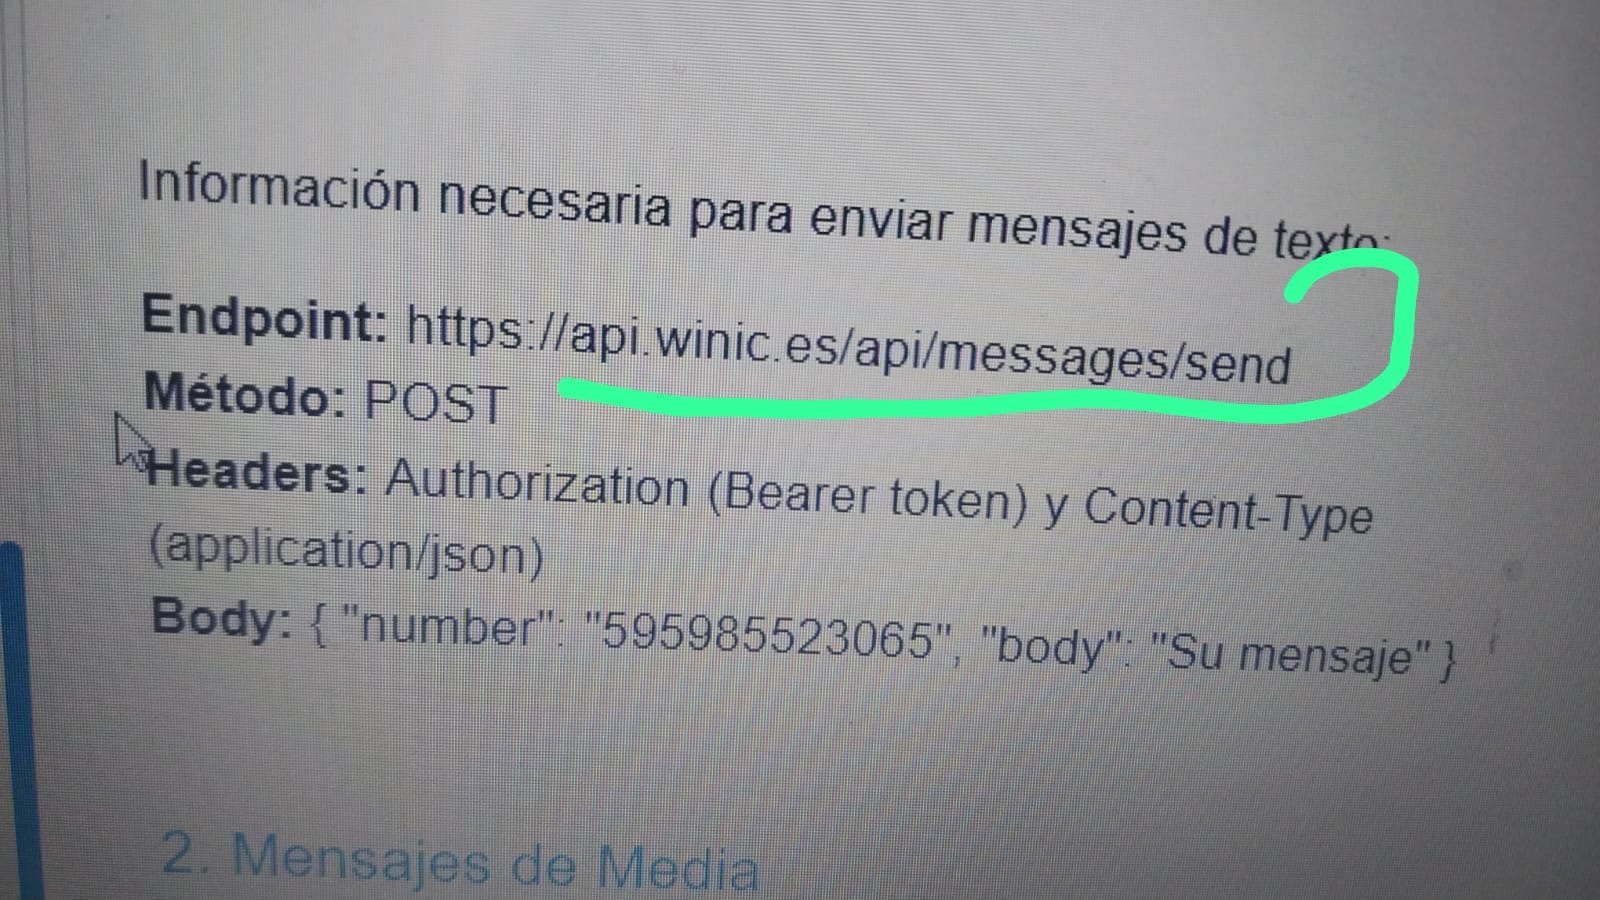 Información necesaria para enviar mensajes de texto:
Endpoint: https://api.winic.es/api/messages/send
Método: POST
Headers: Authorization (Bearer token) y Content-Type
(application/json)
Body: { "number": "595985523065", "body": "Su mensaje" }
2. Mensajes de Media